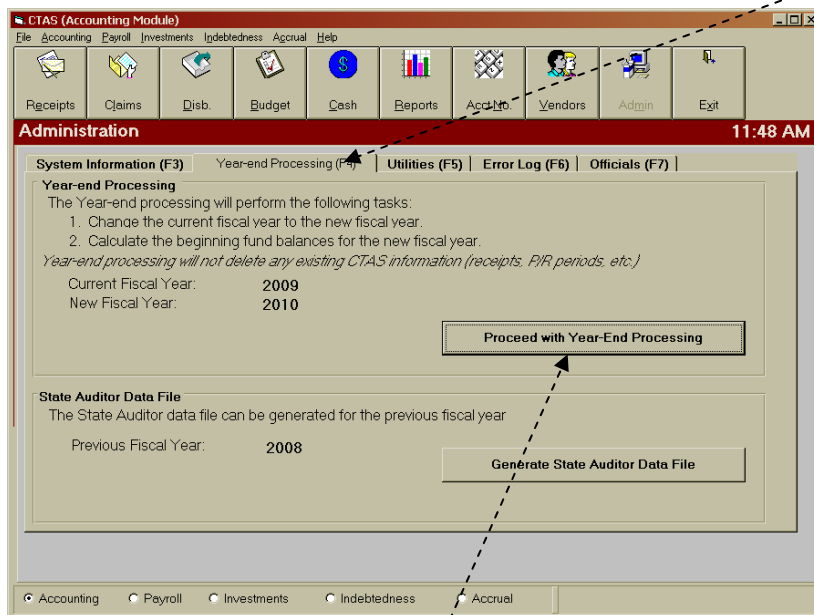 CTAS (Accounting Module)
File Accounting Payroll Investments Indebtedness Accrual Help
Receipts Claims Disb. Budget Cash Reports Acct No. Vendors Admin Exit
Administration 11:48 AM
System Information (F3) Year-end Processing (F4) Utilities (F5) Error Log (F6) Officials (F7)
Year-end Processing
The Year-end processing will perform the following tasks:
1. Change the current fiscal year to the new fiscal year.
2. Calculate the beginning fund balances for the new fiscal year.
Year-end processing will not delete any existing CTAS information (receipts, P/R periods, etc.)
Current Fiscal Year: 2009
New Fiscal Year: 2010
Proceed with Year-End Processing
State Auditor Data File
The State Auditor data file can be generated for the previous fiscal year
Previous Fiscal Year: 2008
Generate State Auditor Data File
Accounting Payroll Investments Indebtedness Accrual